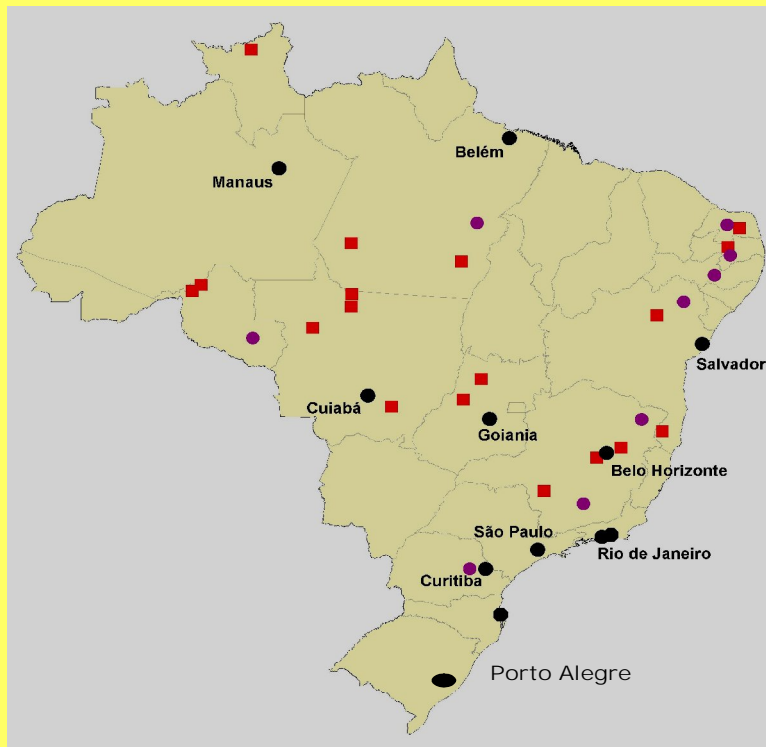 Belém
Manaus
Salvador
Cuiabá
Goiania
Belo Horizonte
São Paulo
Rio de Janeiro
Curitiba
Porto Alegre